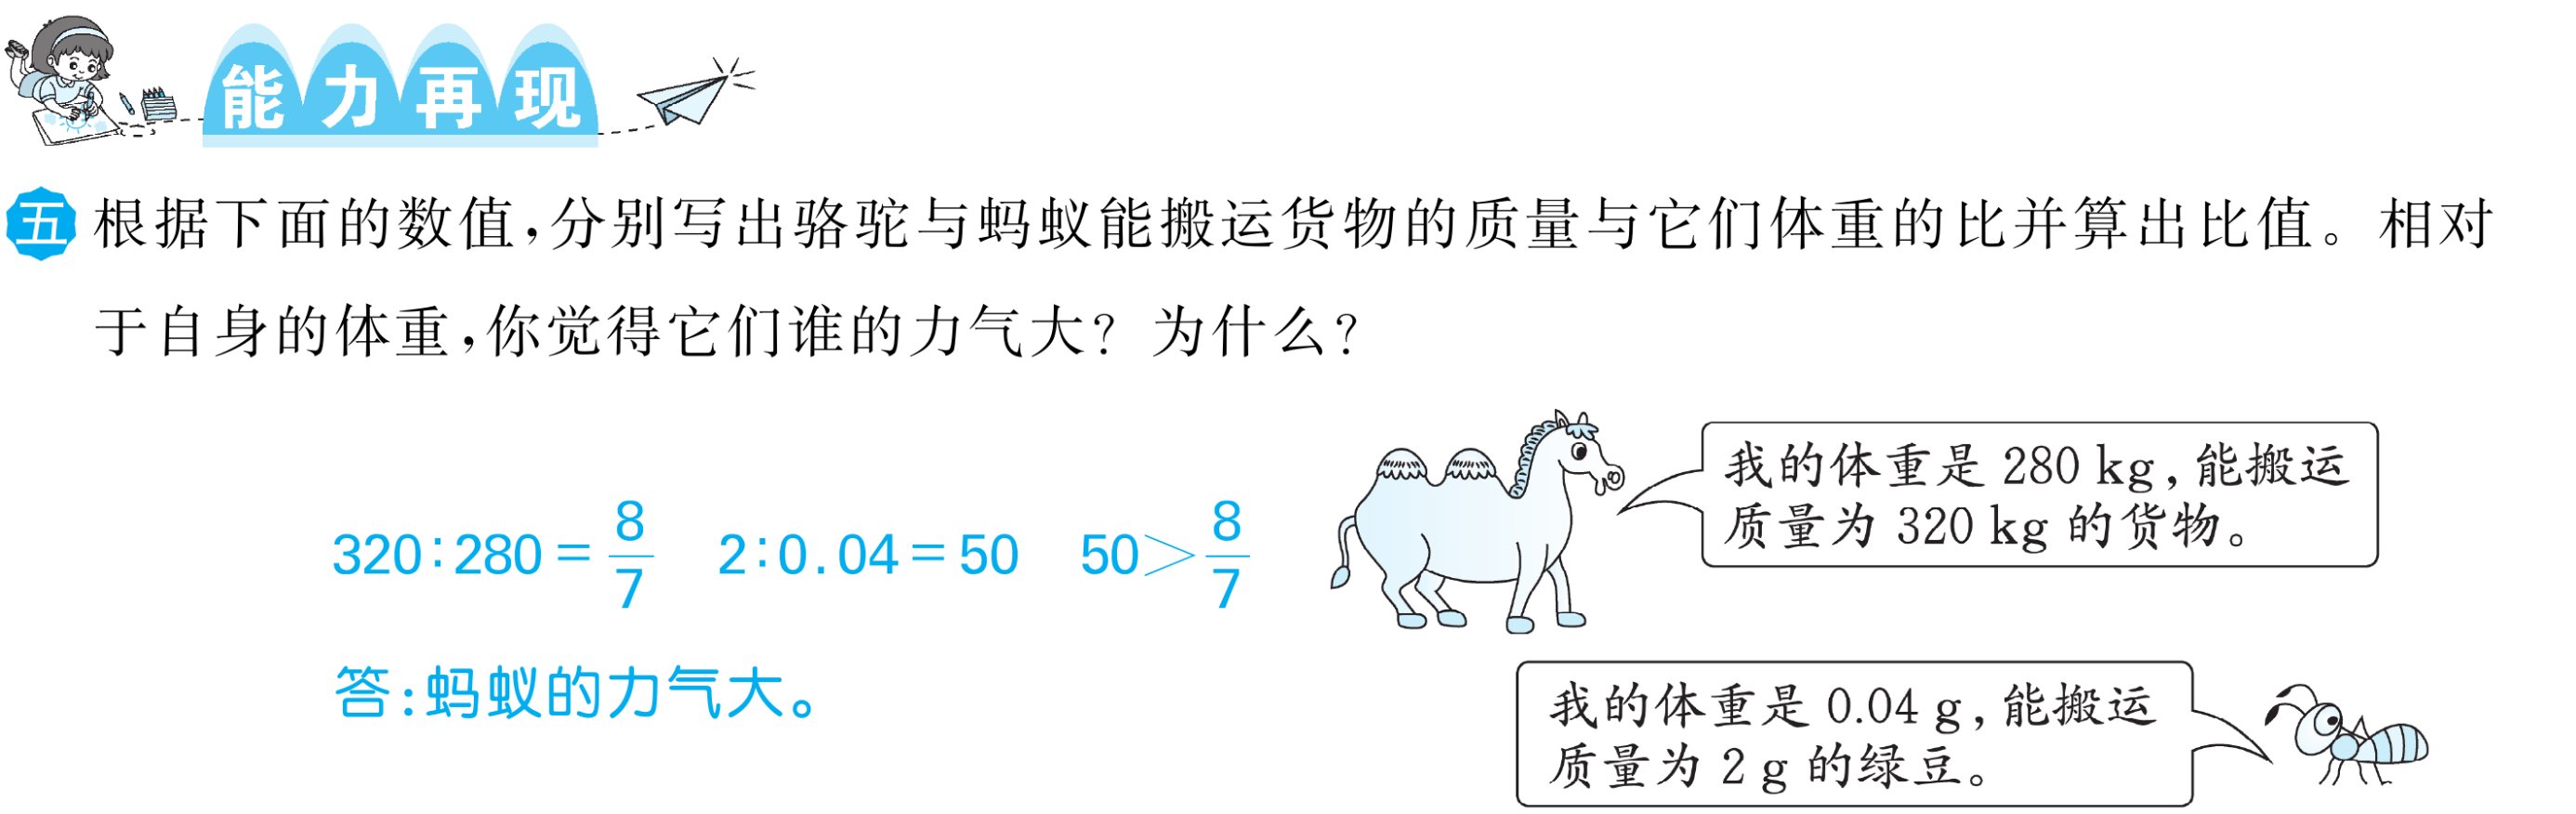 能力再现
五 根据下面的数值,分别写出骆驼与蚂蚁能搬运货物的质量与它们体重的比并算出比值。相对
于自身的体重,你觉得它们谁的力气大?为什么?
我的体重是 280 kg,能搬运
质量为 320 kg 的货物。
320∶280=8/7 2∶0.04=50 50>8/7
答:蚂蚁的力气大。
我的体重是 0.04 g,能搬运
质量为 2 g 的绿豆。